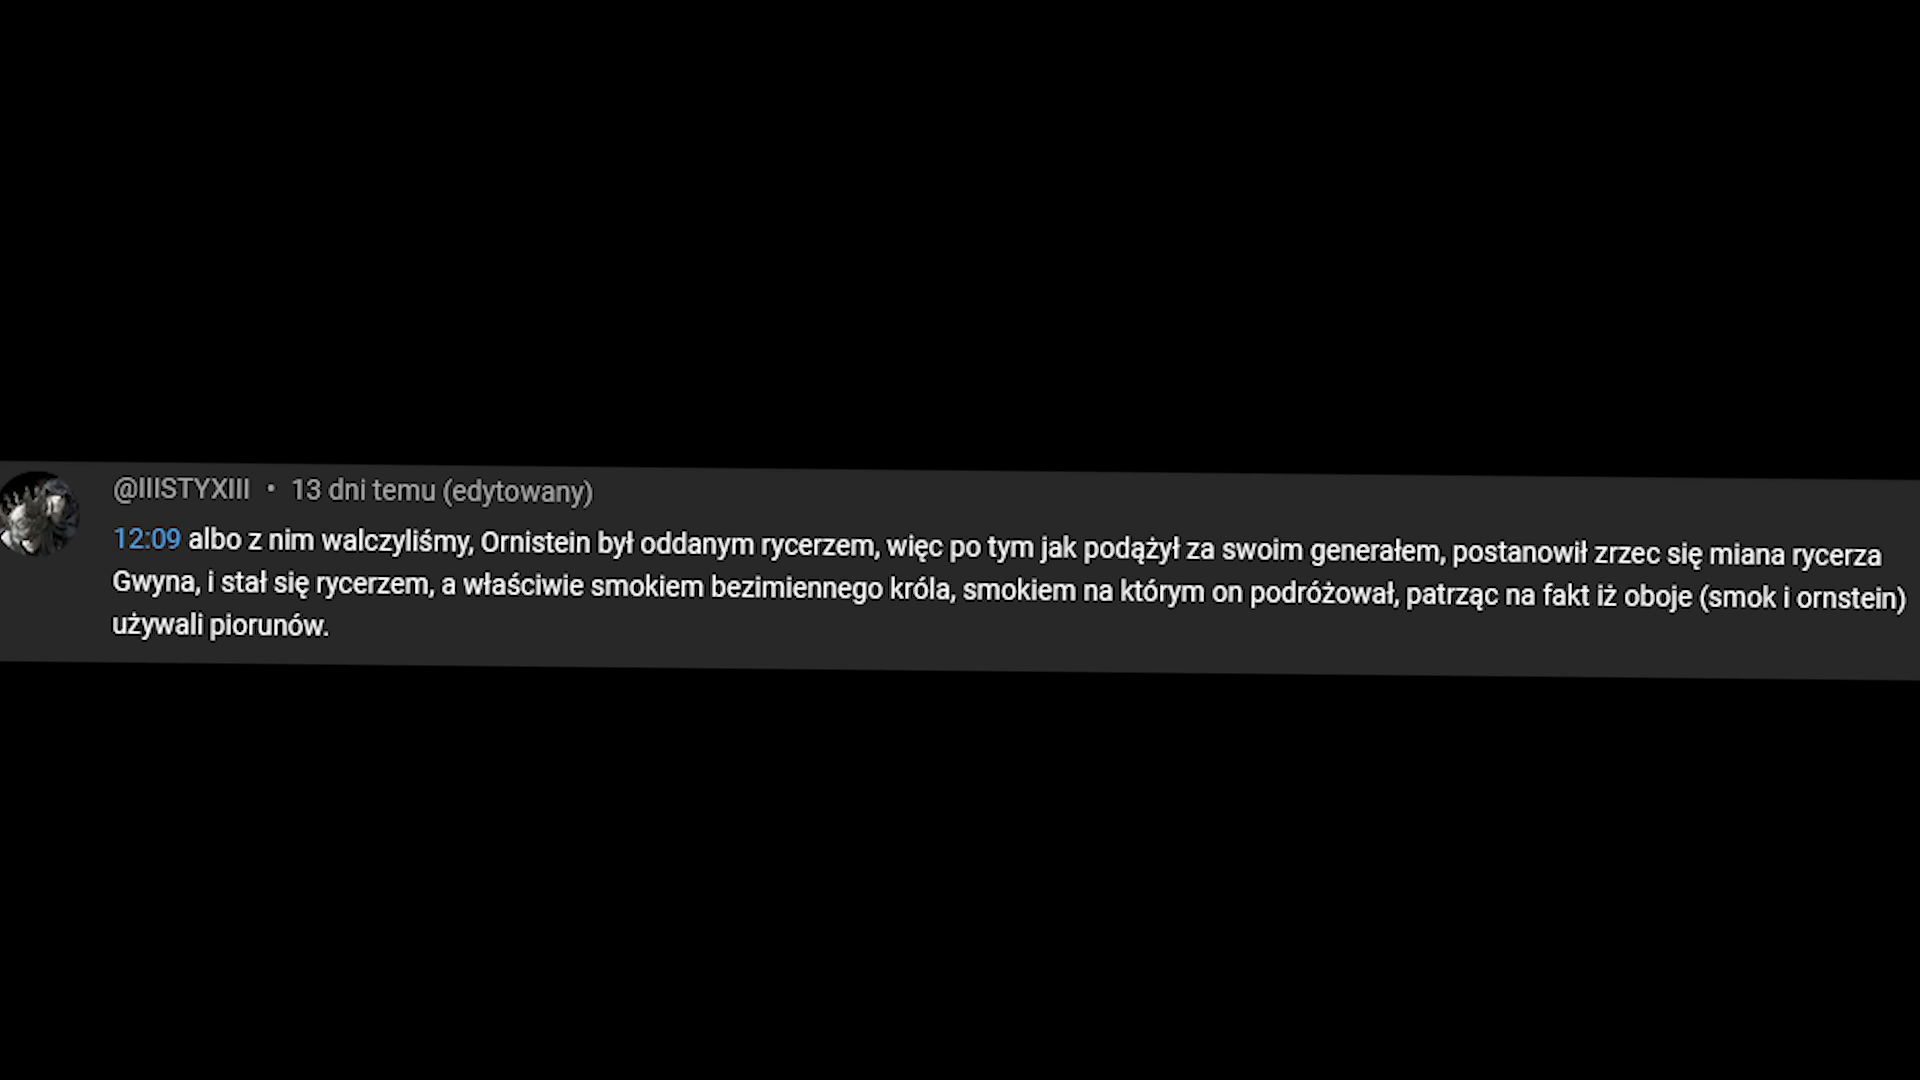 @IIISTYXIII • 13 dni temu (edytowany)
12:09 albo z nim walczyliśmy, Ornistein był oddanym rycerzem, więc po tym jak podążył za swoim generałem, postanowił zrzec się miana rycerza
Gwyna, i stał się rycerzem, a właściwie smokiem bezimiennego króla, smokiem na którym on podróżował, patrząc na fakt iż oboje (smok i ornstein)
używali piorunów.